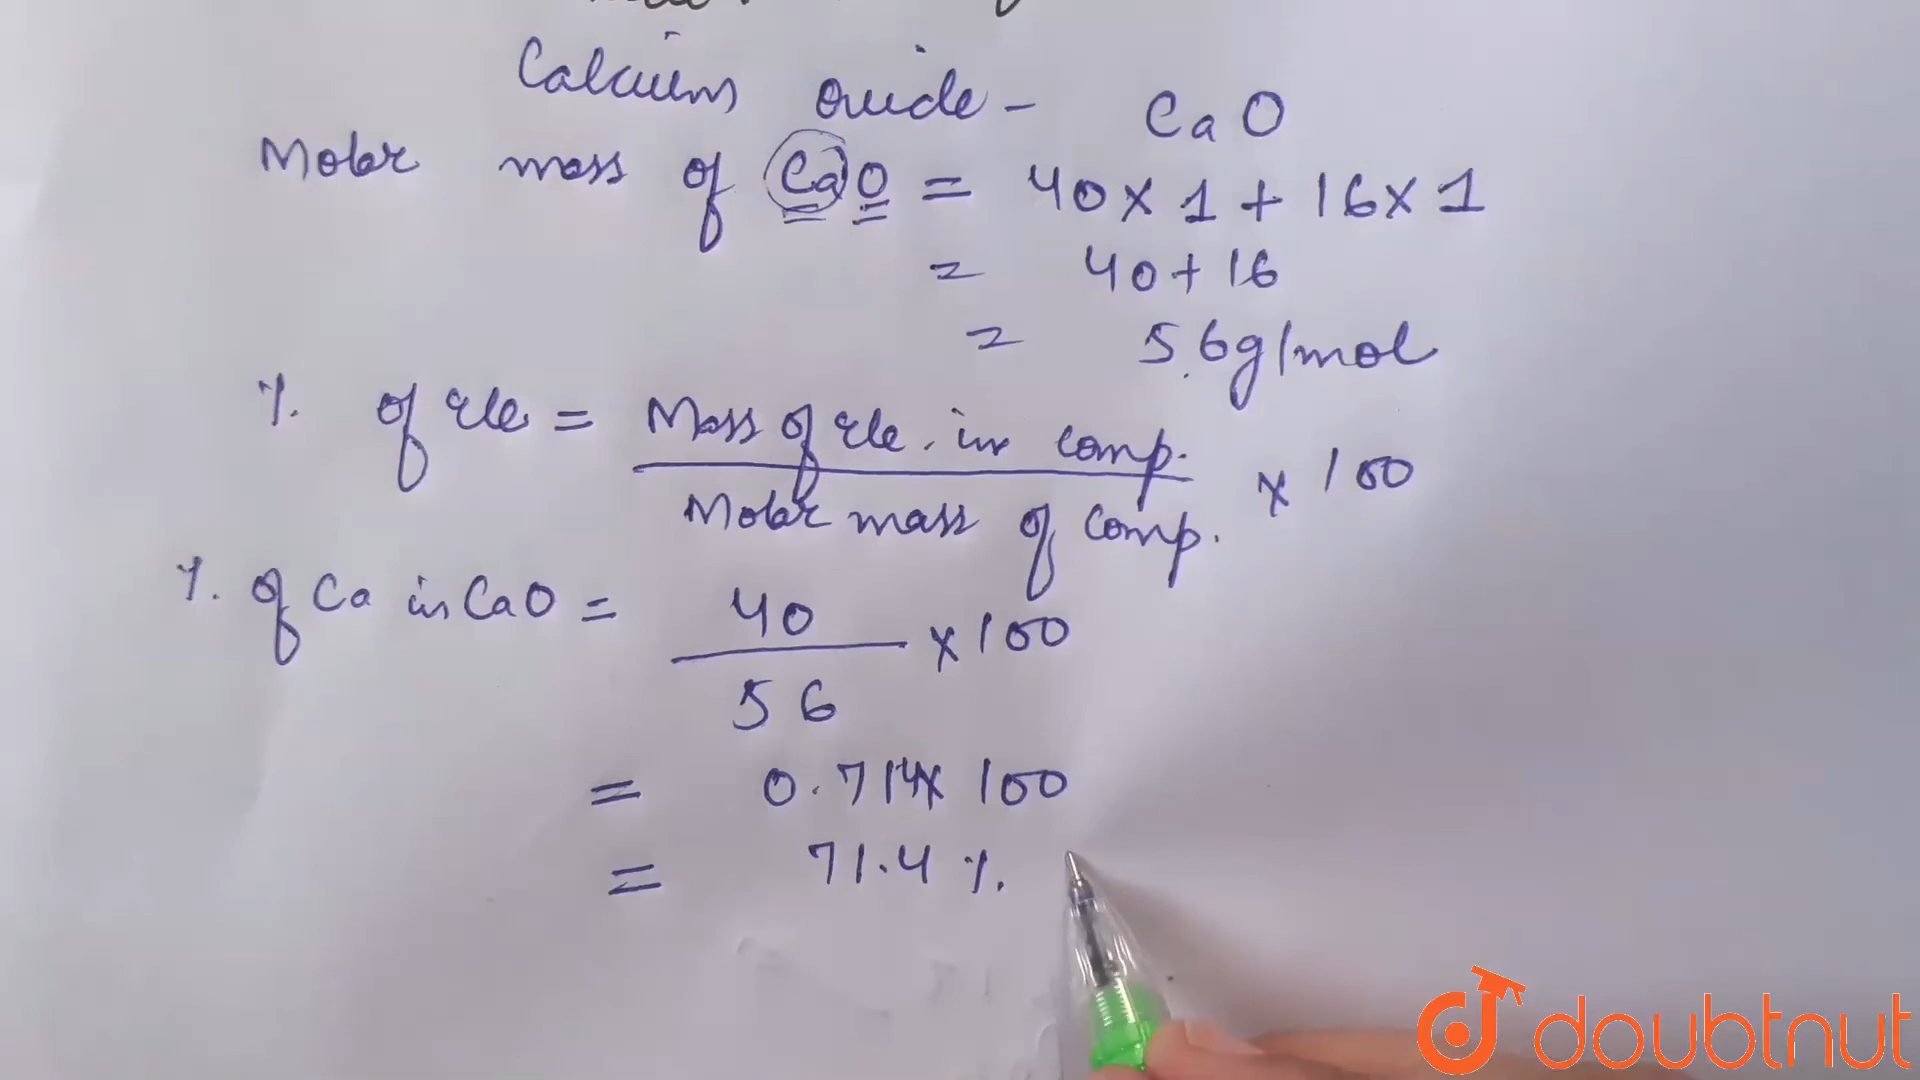 Calcium oxide - CaO
Molar mass of CaO = 40 x 1 + 16 x 1
= 40 + 16
= 56g/mol
% of ele = Mass of ele. in comp. / Molar mass of comp. x 100
% of Ca in CaO = 40 / 56 x 100
= 0.714 x 100
= 71.4 %
doubtnut